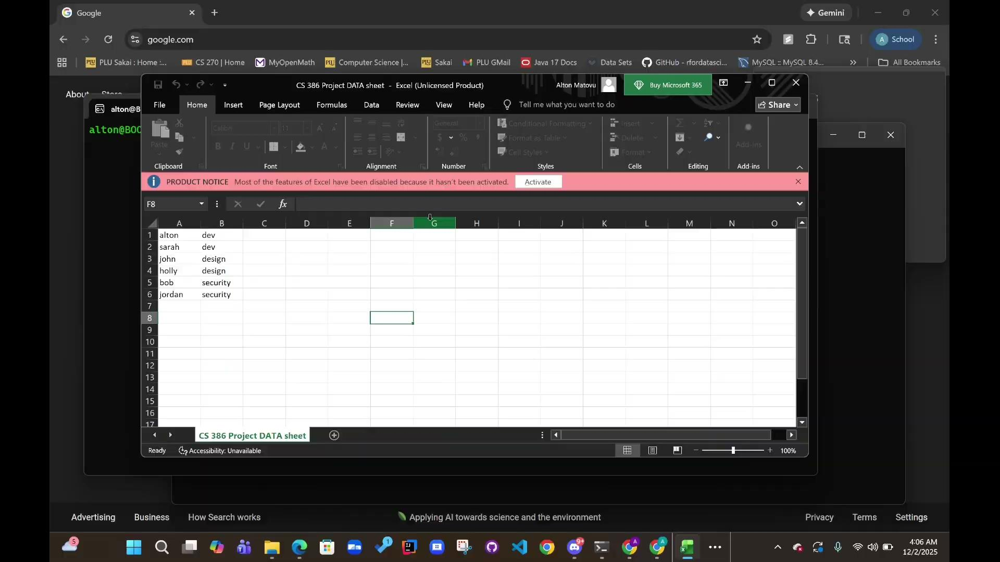 Google
Gemini
google.com
A School
PLU Sakai : Home :...
CS 270 | Home
MyOpenMath
Computer Science |...
Sakai
PLU GMail
Java 17 Docs
Data Sets
GitHub - rfordatasci...
MySQL :: MySQL 8.4...
All Bookmarks
About
Store
CS 386 Project DATA sheet - Excel (Unlicensed Product)
Alton Matovu
Buy Microsoft 365
alton@B
alton@BOO
File Home Insert Page Layout Formulas Data Review View Help Tell me what you want to do
Share
Paste
Calibri 11
General
Conditional Formatting
Format as Table
Cell Styles
Insert
Delete
Format
Add-ins
Clipboard Font Alignment Number Styles Cells Editing Add-ins
PRODUCT NOTICE Most of the features of Excel have been disabled because it hasn't been activated. Activate
F8
fx
A B C D E F G H I J K L M N O
1 alton dev
2 sarah dev
3 john design
4 holly design
5 bob security
6 jordan security
7
8
9
10
11
12
13
14
15
16
17
CS 386 Project DATA sheet
Ready
Accessibility: Unavailable
100%
Advertising Business How Search works
Applying AI towards science and the environment
Privacy Terms Settings
5
1
9+
4:06 AM
12/2/2025